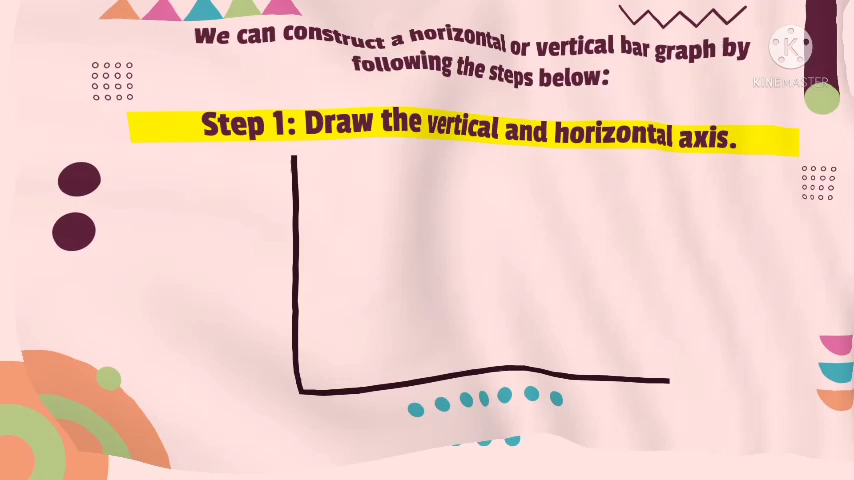 We can construct a horizontal or vertical bar graph by
following the steps below:
K
KINEMASTER
Step 1: Draw the vertical and horizontal axis.